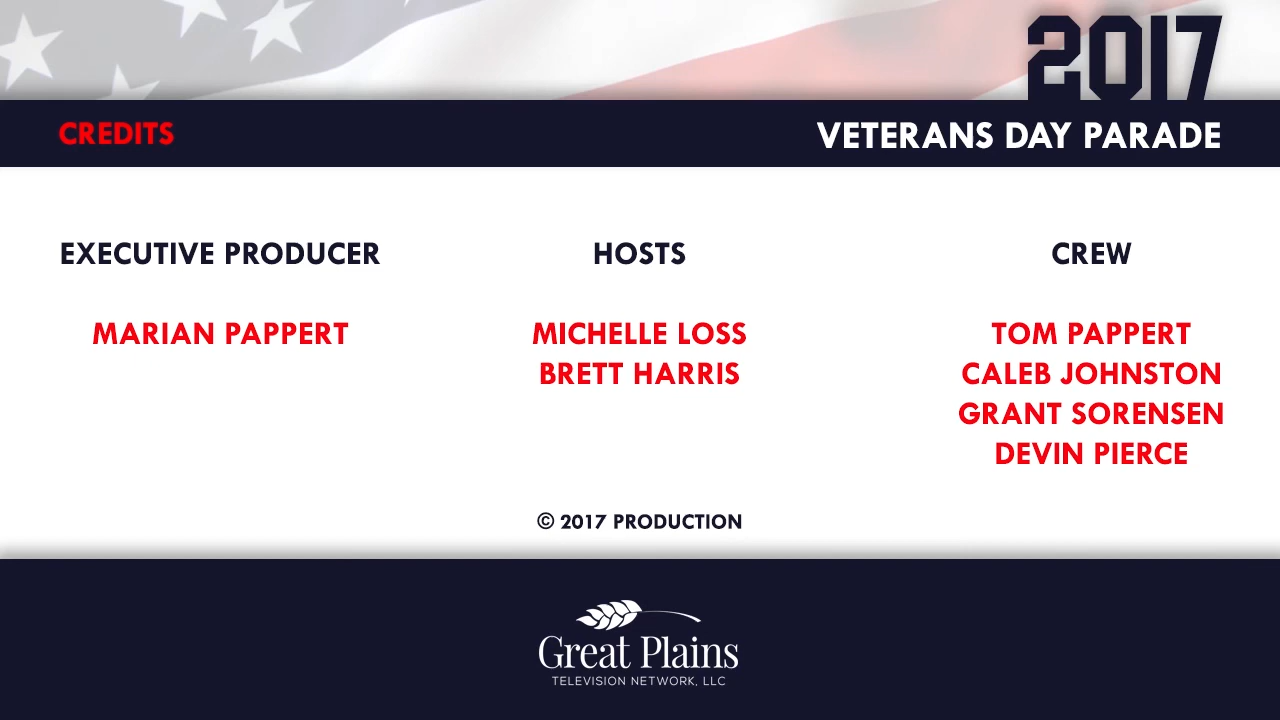 2017
CREDITS
VETERANS DAY PARADE
EXECUTIVE PRODUCER
MARIAN PAPPERT
HOSTS
MICHELLE LOSS
BRETT HARRIS
CREW
TOM PAPPERT
CALEB JOHNSTON
GRANT SORENSEN
DEVIN PIERCE
© 2017 PRODUCTION
Great Plains
TELEVISION NETWORK, LLC